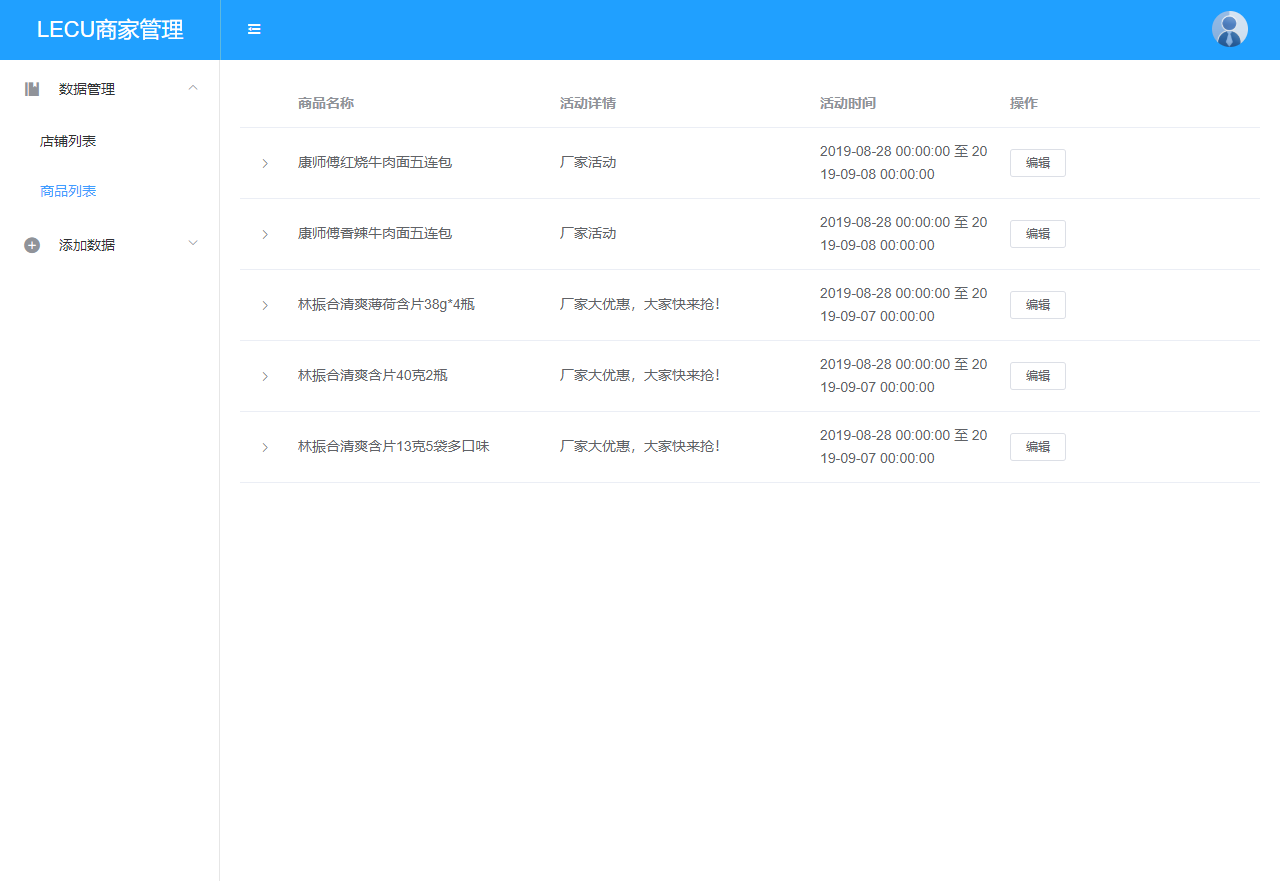 LECU商家管理
数据管理
店铺列表
商品列表
添加数据
商品名称 活动详情 活动时间 操作
康师傅红烧牛肉面五连包 厂家活动 2019-08-28 00:00:00 至 20
19-09-08 00:00:00 编辑
康师傅香辣牛肉面五连包 厂家活动 2019-08-28 00:00:00 至 20
19-09-08 00:00:00 编辑
林振合清爽薄荷含片38g*4瓶 厂家大优惠，大家快来抢！ 2019-08-28 00:00:00 至 20
19-09-07 00:00:00 编辑
林振合清爽含片40克2瓶 厂家大优惠，大家快来抢！ 2019-08-28 00:00:00 至 20
19-09-07 00:00:00 编辑
林振合清爽含片13克5袋多口味 厂家大优惠，大家快来抢！ 2019-08-28 00:00:00 至 20
19-09-07 00:00:00 编辑